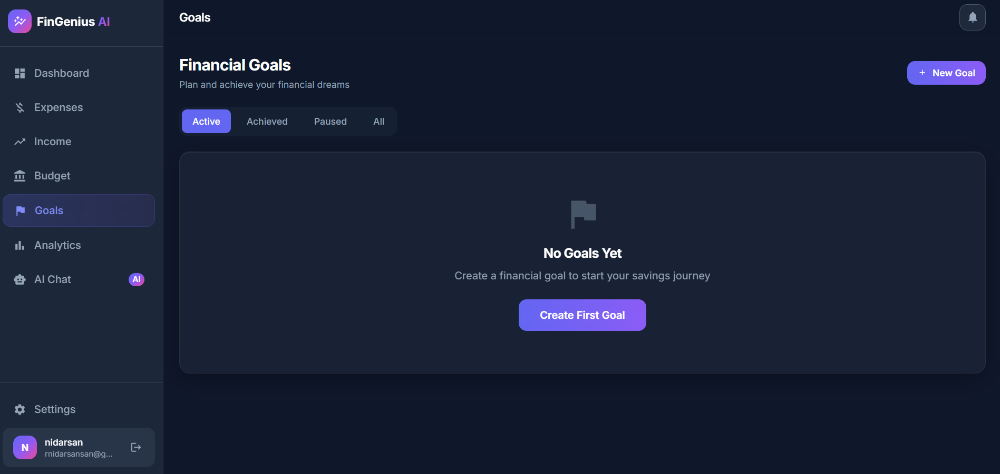 FinGenius AI
Dashboard
Expenses
Income
Budget
Goals
Analytics
AI Chat AI
Settings
N
nidarsan
rnidarsansan@g...
Goals
Financial Goals
Plan and achieve your financial dreams
+ New Goal
Active Achieved Paused All
No Goals Yet
Create a financial goal to start your savings journey
Create First Goal